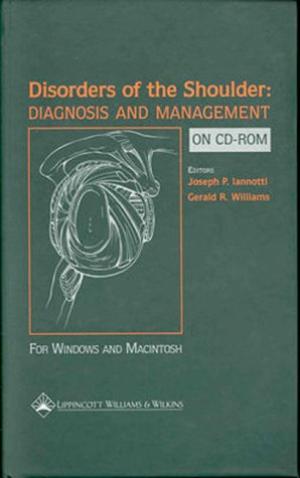 Disorders of the Shoulder:
DIAGNOSIS AND MANAGEMENT
ON CD-ROM
EDITORS
Joseph P. Iannotti
Gerald R. Williams
FOR WINDOWS AND MACINTOSH
LIPPINCOTT WILLIAMS & WILKINS